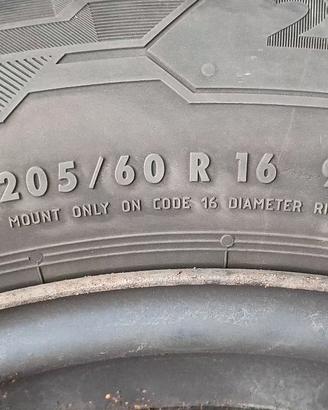 205/60 R 16
MOUNT ONLY ON CODE 16 DIAMETER